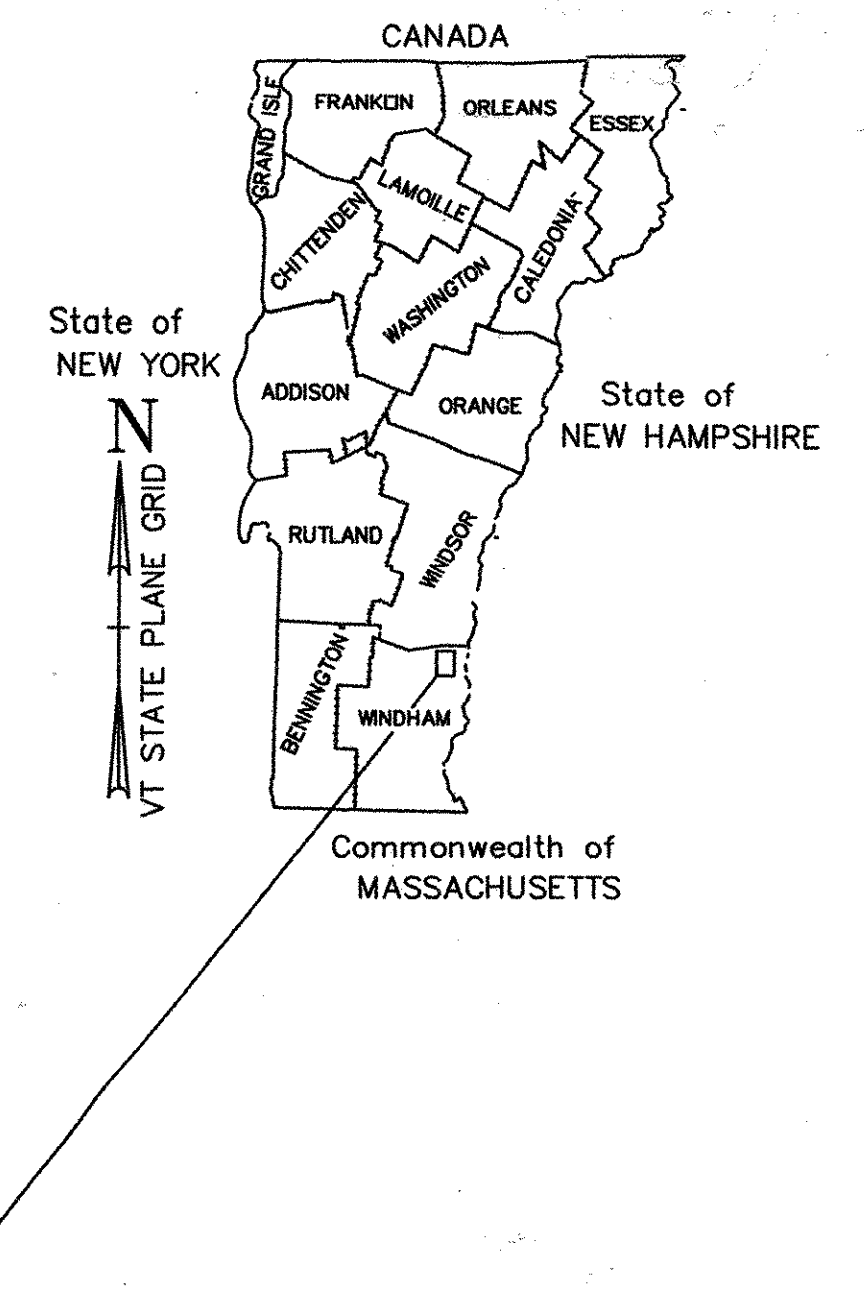 CANADA
FRANKLIN
ORLEANS
ESSEX
GRAND ISLE
LAMOILLE
CHITTENDEN
CALEDONIA
WASHINGTON
State of
NEW YORK
ADDISON
ORANGE
State of
NEW HAMPSHIRE
N
VT STATE PLANE GRID
RUTLAND
WINDSOR
BENNINGTON
WINDHAM
Commonwealth of
MASSACHUSETTS